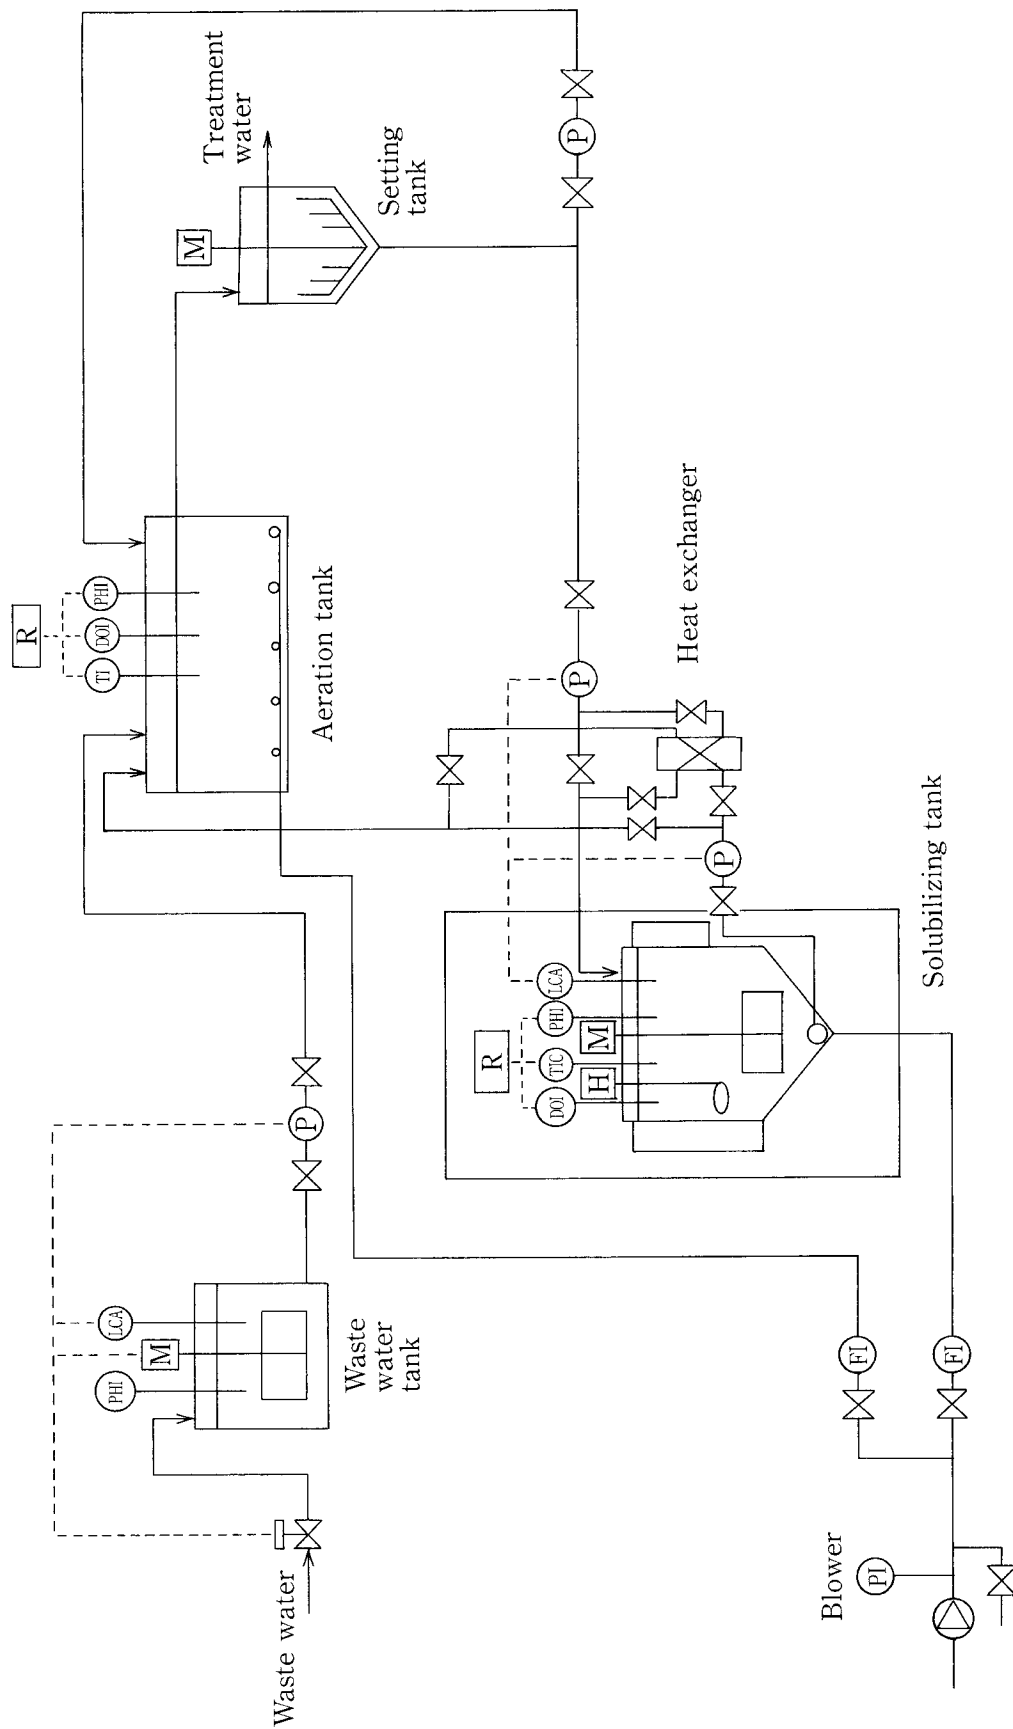 Treatment
water
M
Setting
tank
P
R
PHI
DOI
TI
Aeration tank
Heat exchanger
P
P
Solubilizing tank
LCA
PHI
M
R
TIC
H
DOI
P
LCA
M
PHI
Waste
water
tank
Waste water
FI
FI
Blower
PI